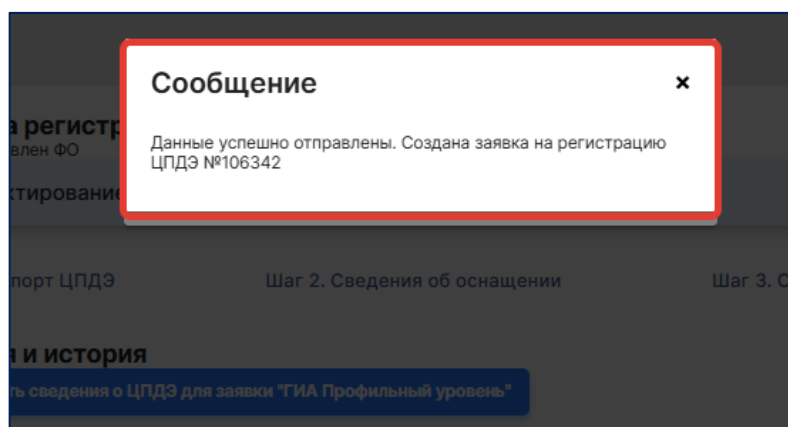 Сообщение ×
Данные успешно отправлены. Создана заявка на регистрацию
ЦПДЭ №106342
а регистр
влен ФО
ктирование
порт ЦПДЭ Шаг 2. Сведения об оснащении Шаг 3. С
и история
ть сведения о ЦПДЭ для заявки "ГИА Профильный уровень"